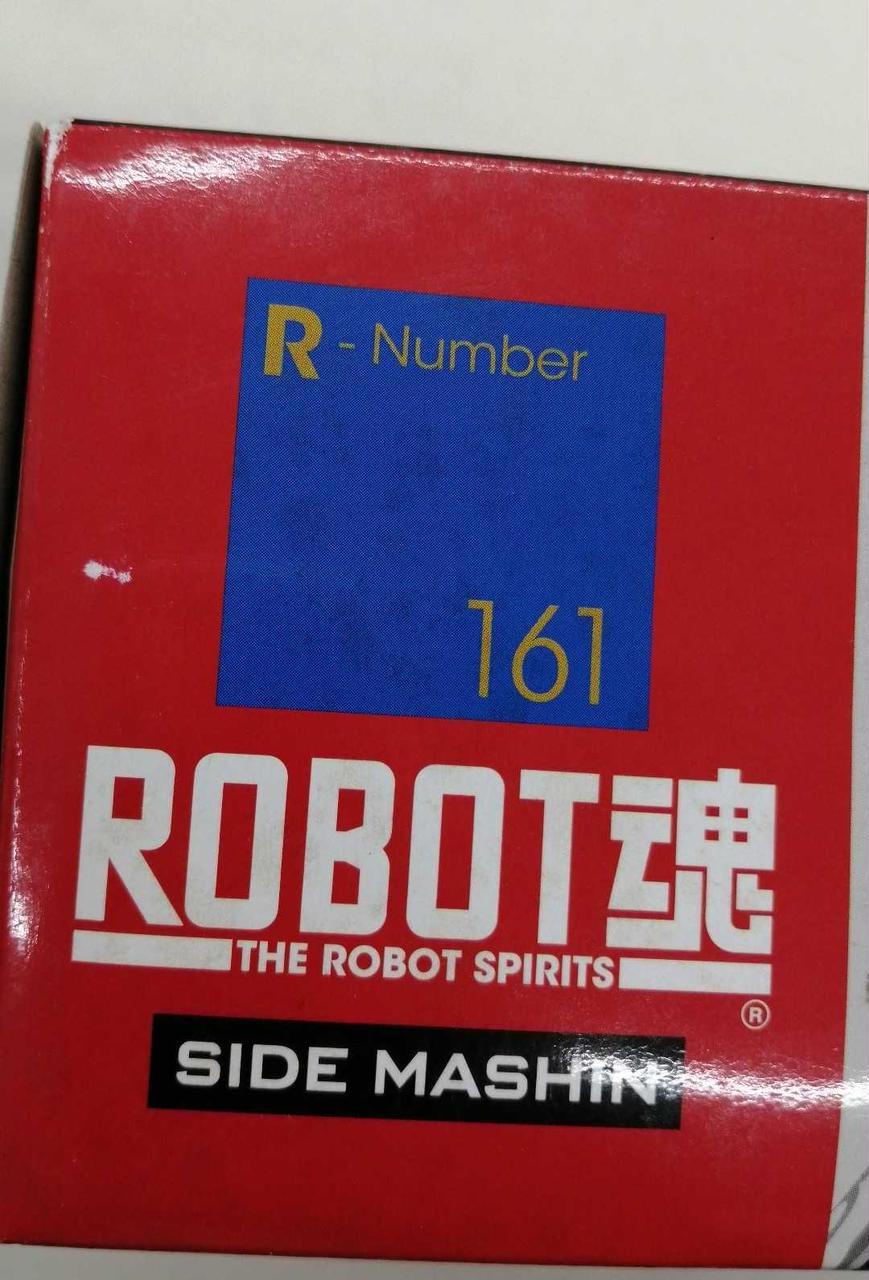 R - Number
161
ROBOT魂
THE ROBOT SPIRITS
®
SIDE MASHIN